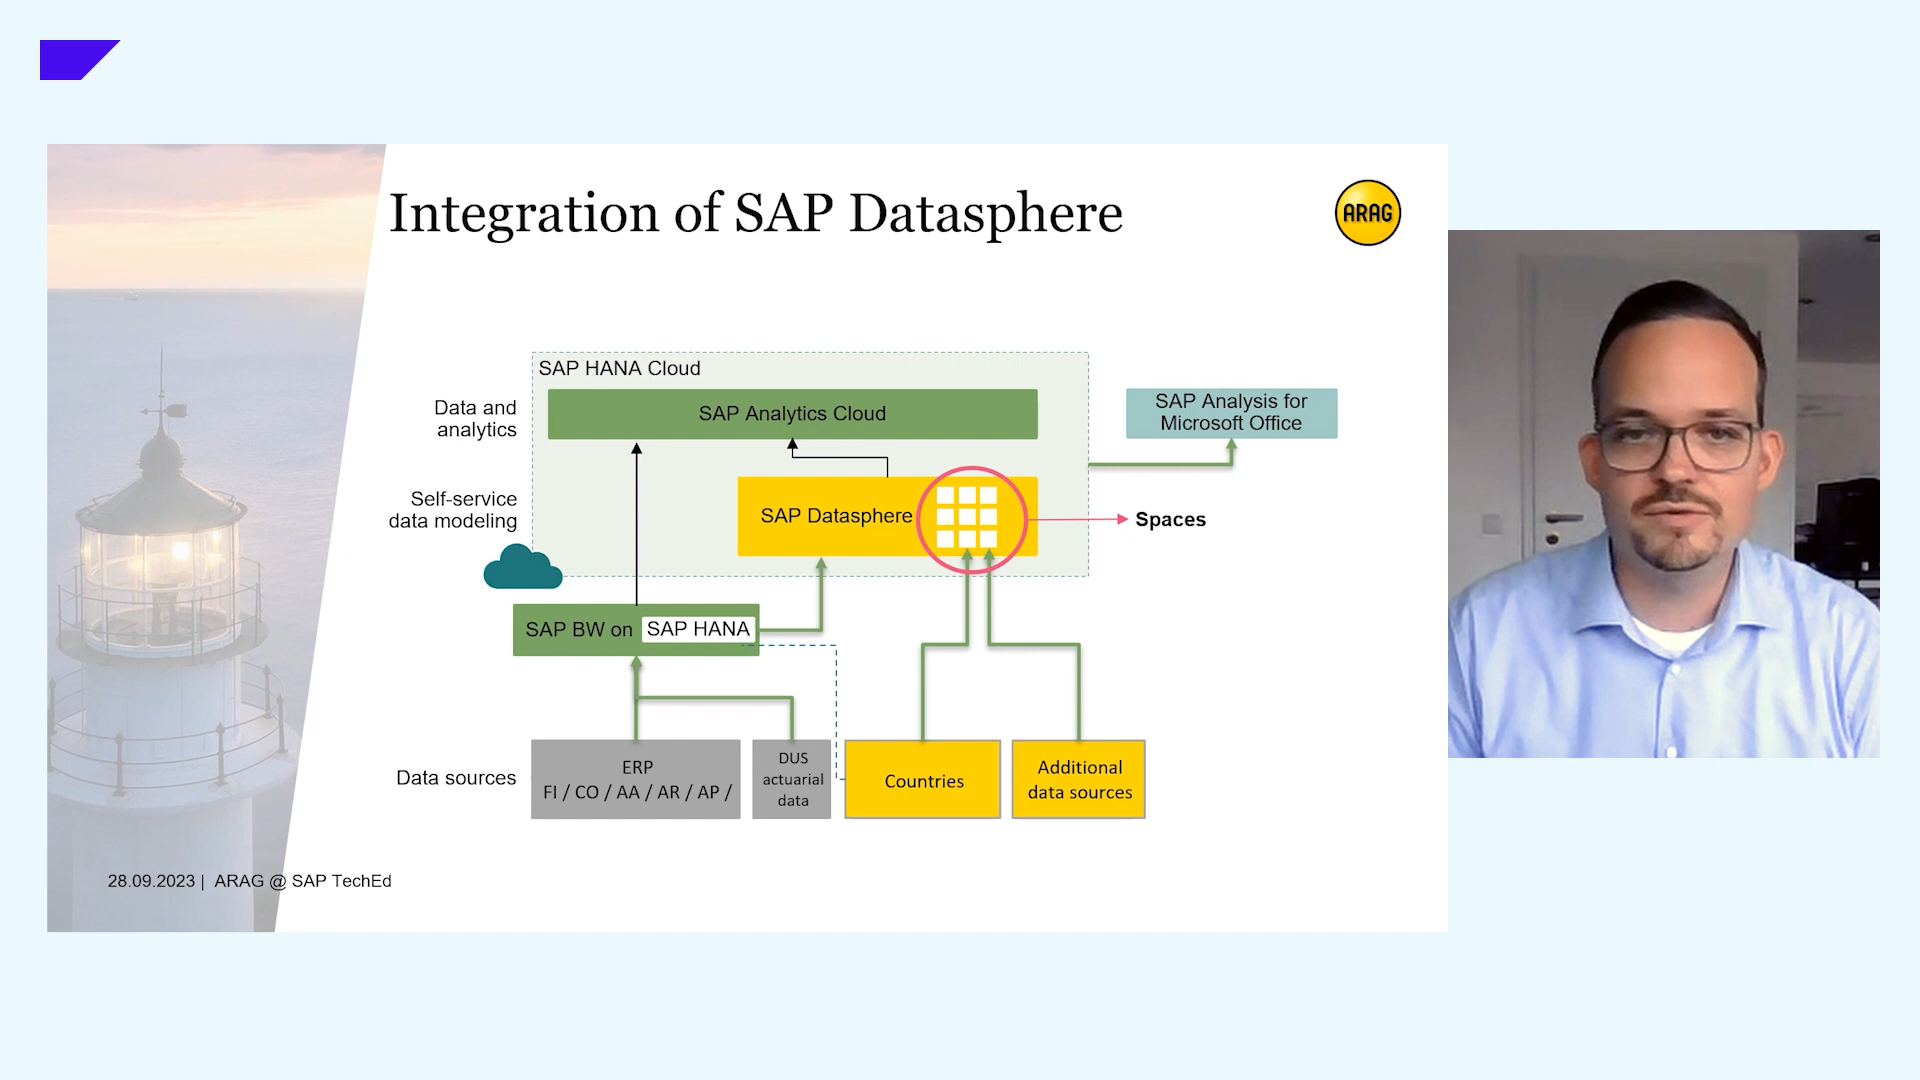 Integration of SAP Datasphere
ARAG
SAP HANA Cloud
Data and
analytics
SAP Analytics Cloud
SAP Analysis for
Microsoft Office
Self-service
data modeling
SAP Datasphere
Spaces
SAP BW on SAP HANA
Data sources
ERP
FI / CO / AA / AR / AP /
DUS
actuarial
data
Countries
Additional
data sources
28.09.2023 | ARAG @ SAP TechEd